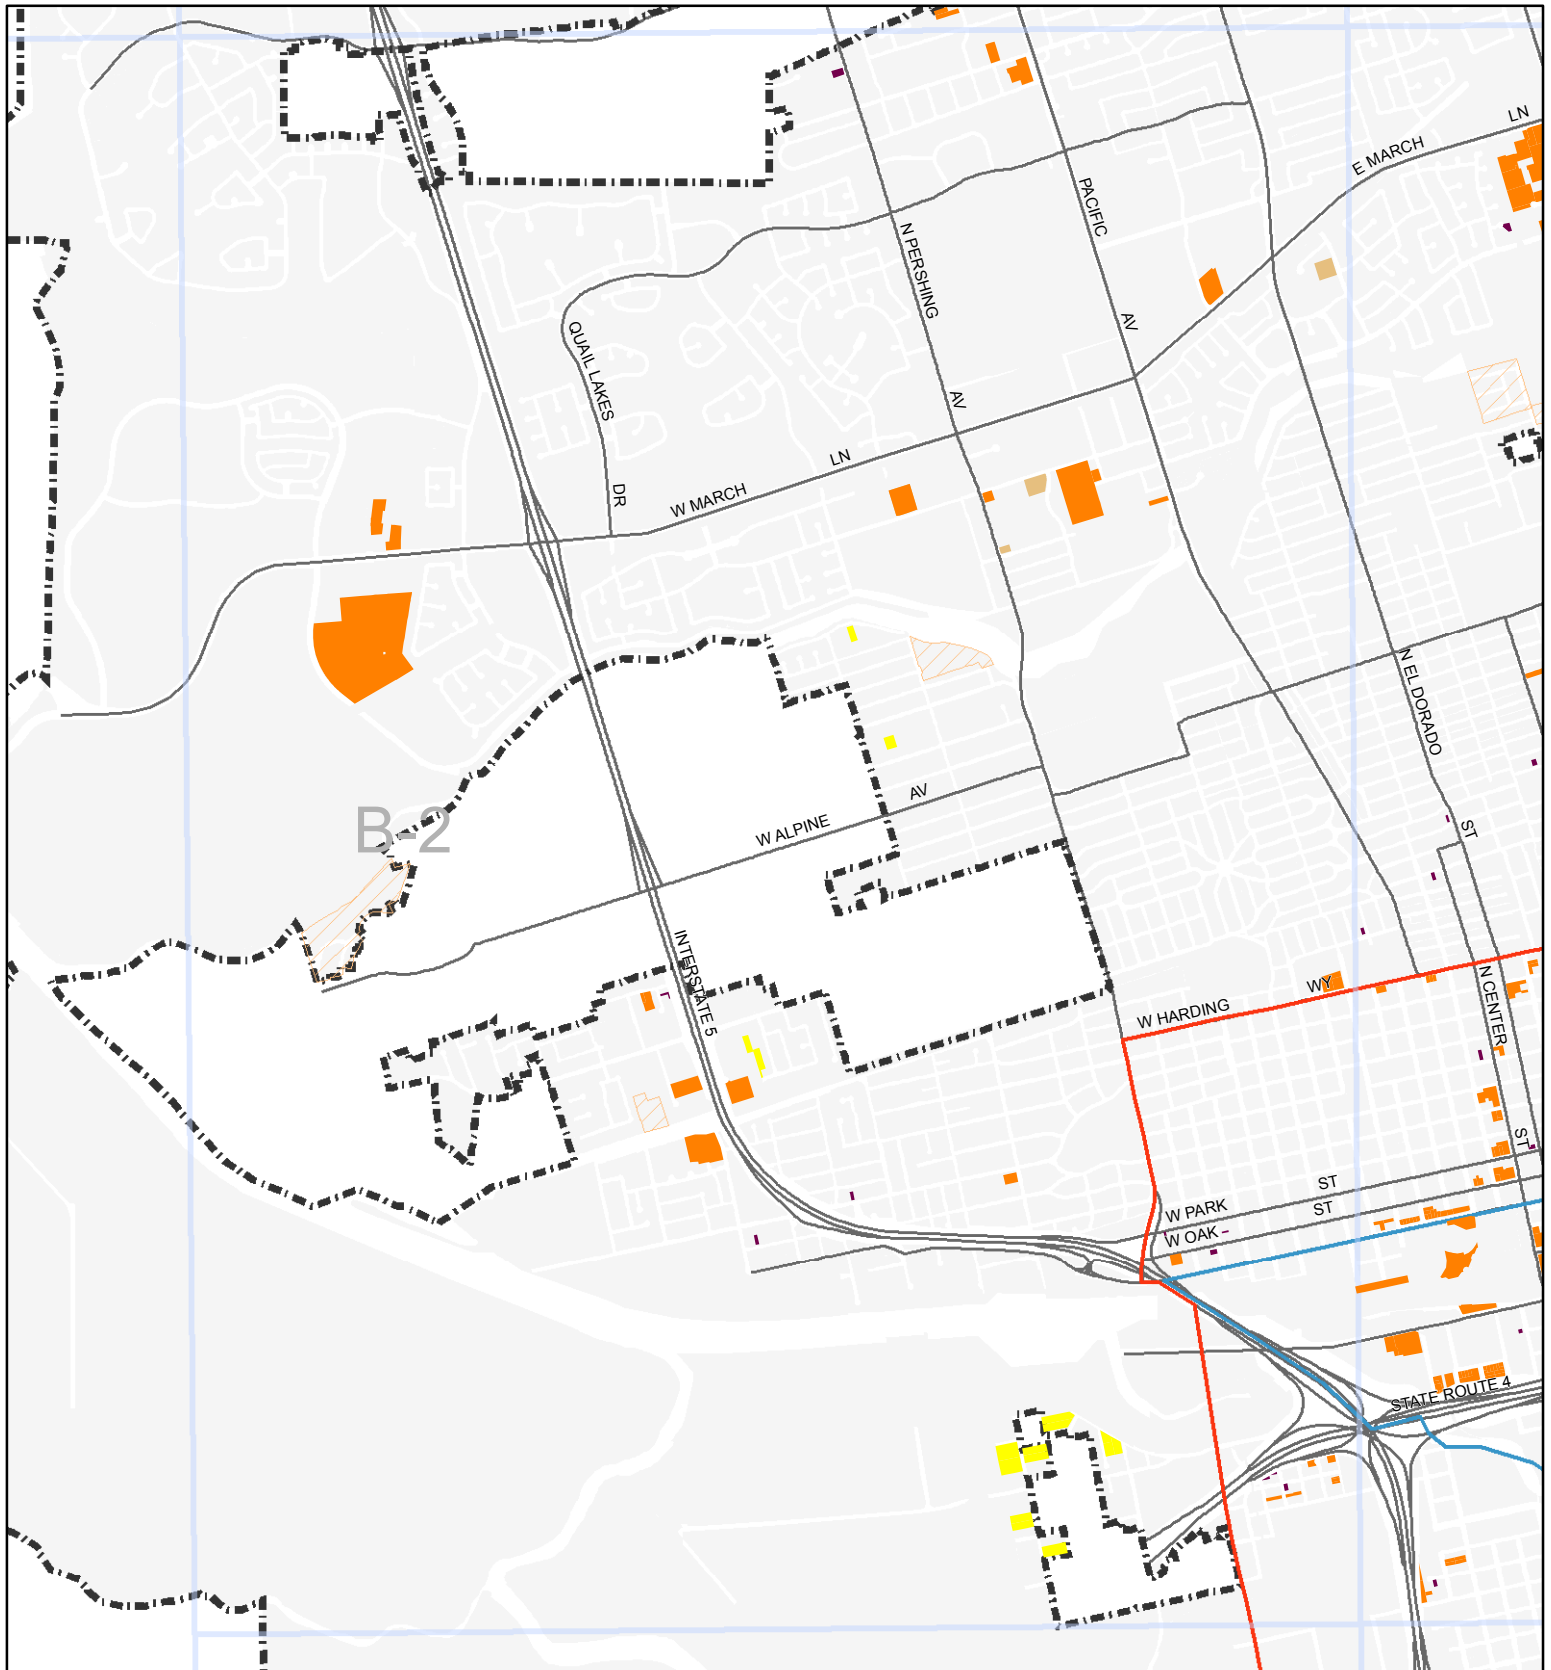 LN
E MARCH
PACIFIC
N PERSHING
AV
QUAIL LAKES
AV
LN
DR
W MARCH
N EL DORADO
AV
B-2
W ALPINE
ST
INTERSTATE 5
WY
N CENTER
W HARDING
ST
ST
W PARK
ST
W OAK
STATE ROUTE 4